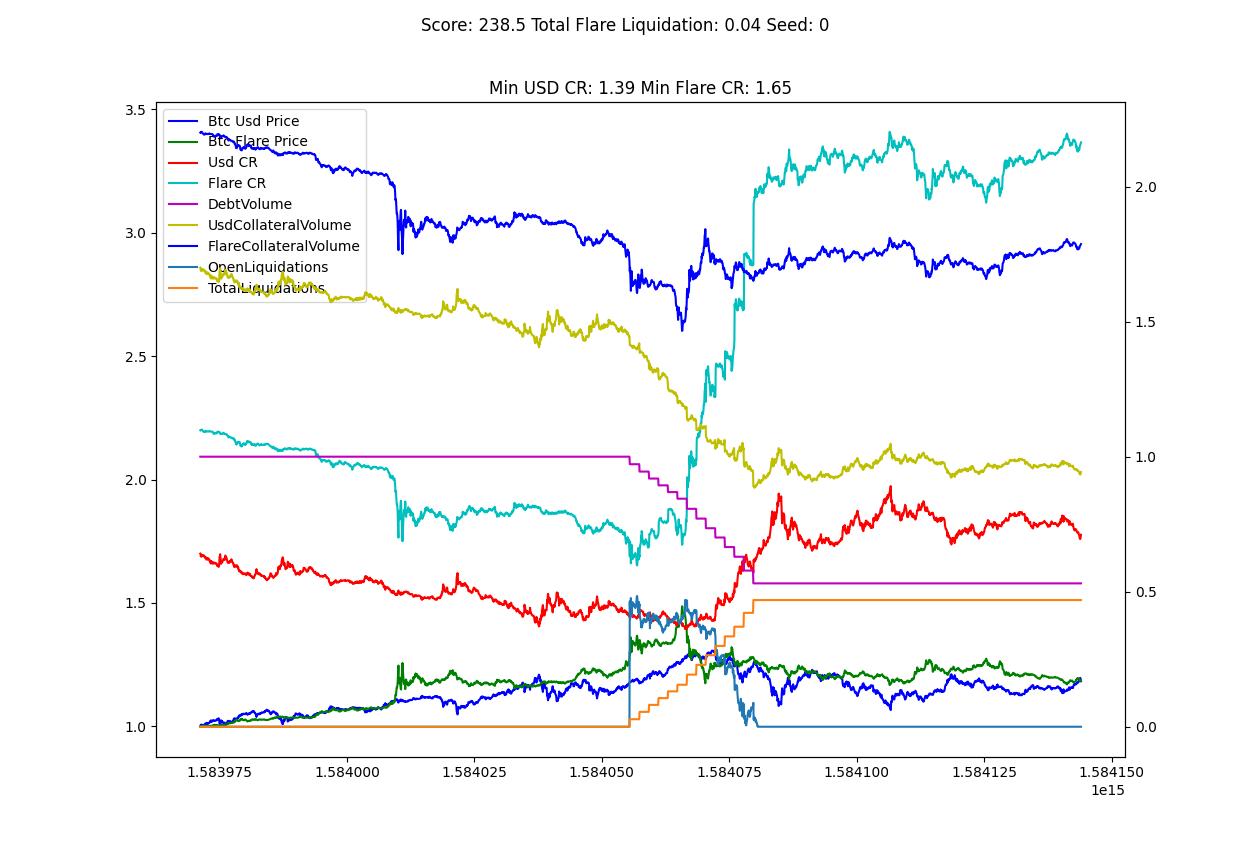 Score: 238.5 Total Flare Liquidation: 0.04 Seed: 0
Min USD CR: 1.39 Min Flare CR: 1.65
3.5
3.0
2.5
2.0
1.5
1.0
Btc Usd Price
Btc Flare Price
Usd CR
Flare CR
DebtVolume
UsdCollateralVolume
FlareCollateralVolume
OpenLiquidations
TotalLiquidations
2.0
1.5
1.0
0.5
0.0
1.583975 1.584000 1.584025 1.584050 1.584075 1.584100 1.584125 1.584150
1e15